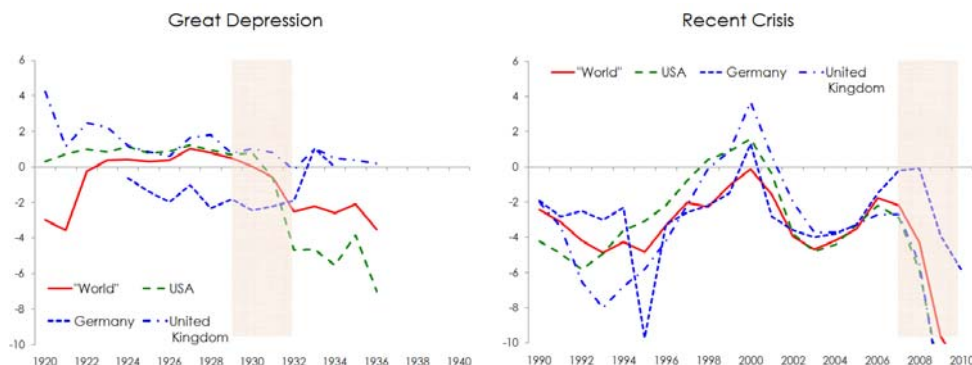 Great Depression
6
4
2
0
-2
-4
-6
-8
-10
"World"
USA
Germany
United
Kingdom
1920 1922 1924 1926 1928 1930 1932 1934 1936 1938 1940
Recent Crisis
6
4
2
0
-2
-4
-6
-8
-10
"World"
USA
Germany
United
Kingdom
1990 1992 1994 1996 1998 2000 2002 2004 2006 2008 2010